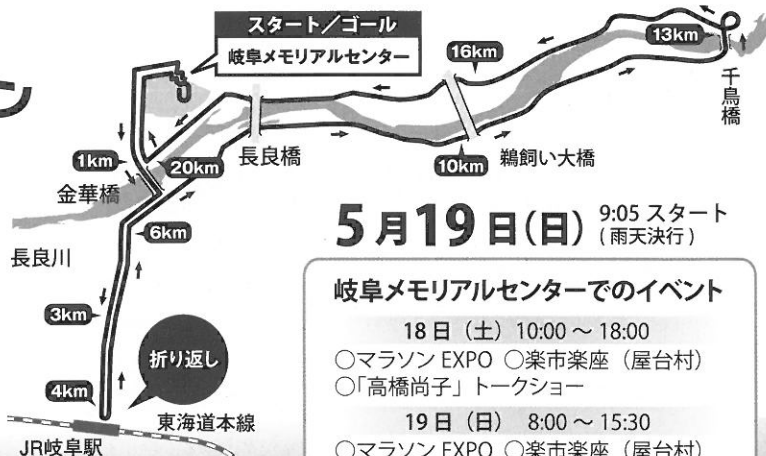 スタート／ゴール
岐阜メモリアルセンター
16km
13km
千鳥橋
1km
20km
長良橋
10km
鵜飼い大橋
金華橋
6km
長良川
3km
折り返し
4km
東海道本線
JR岐阜駅
5月19日(日) 9:05 スタート
(雨天決行)
岐阜メモリアルセンターでのイベント
18日（土）10:00～18:00
○マラソン EXPO ○楽市楽座（屋台村）
○「高橋尚子」トークショー
19日（日） 8:00～15:30
○マラソン EXPO ○楽市楽座（屋台村）